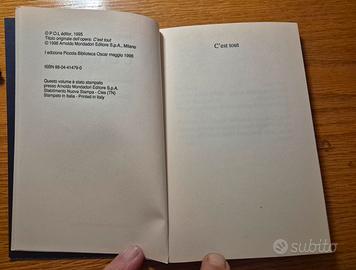 © P.O.L éditor, 1995
Titolo originale dell'opera: C'est tout
© 1996 Arnoldo Mondadori Editore S.p.A., Milano
I edizione Piccola Biblioteca Oscar maggio 1996
ISBN 88-04-41479-0
Questo volume è stato stampato
presso Arnoldo Mondadori Editore S.p.A.
Stabilimento Nuova Stampa - Cles (TN)
Stampato in Italia - Printed in Italy
C'est tout
subito